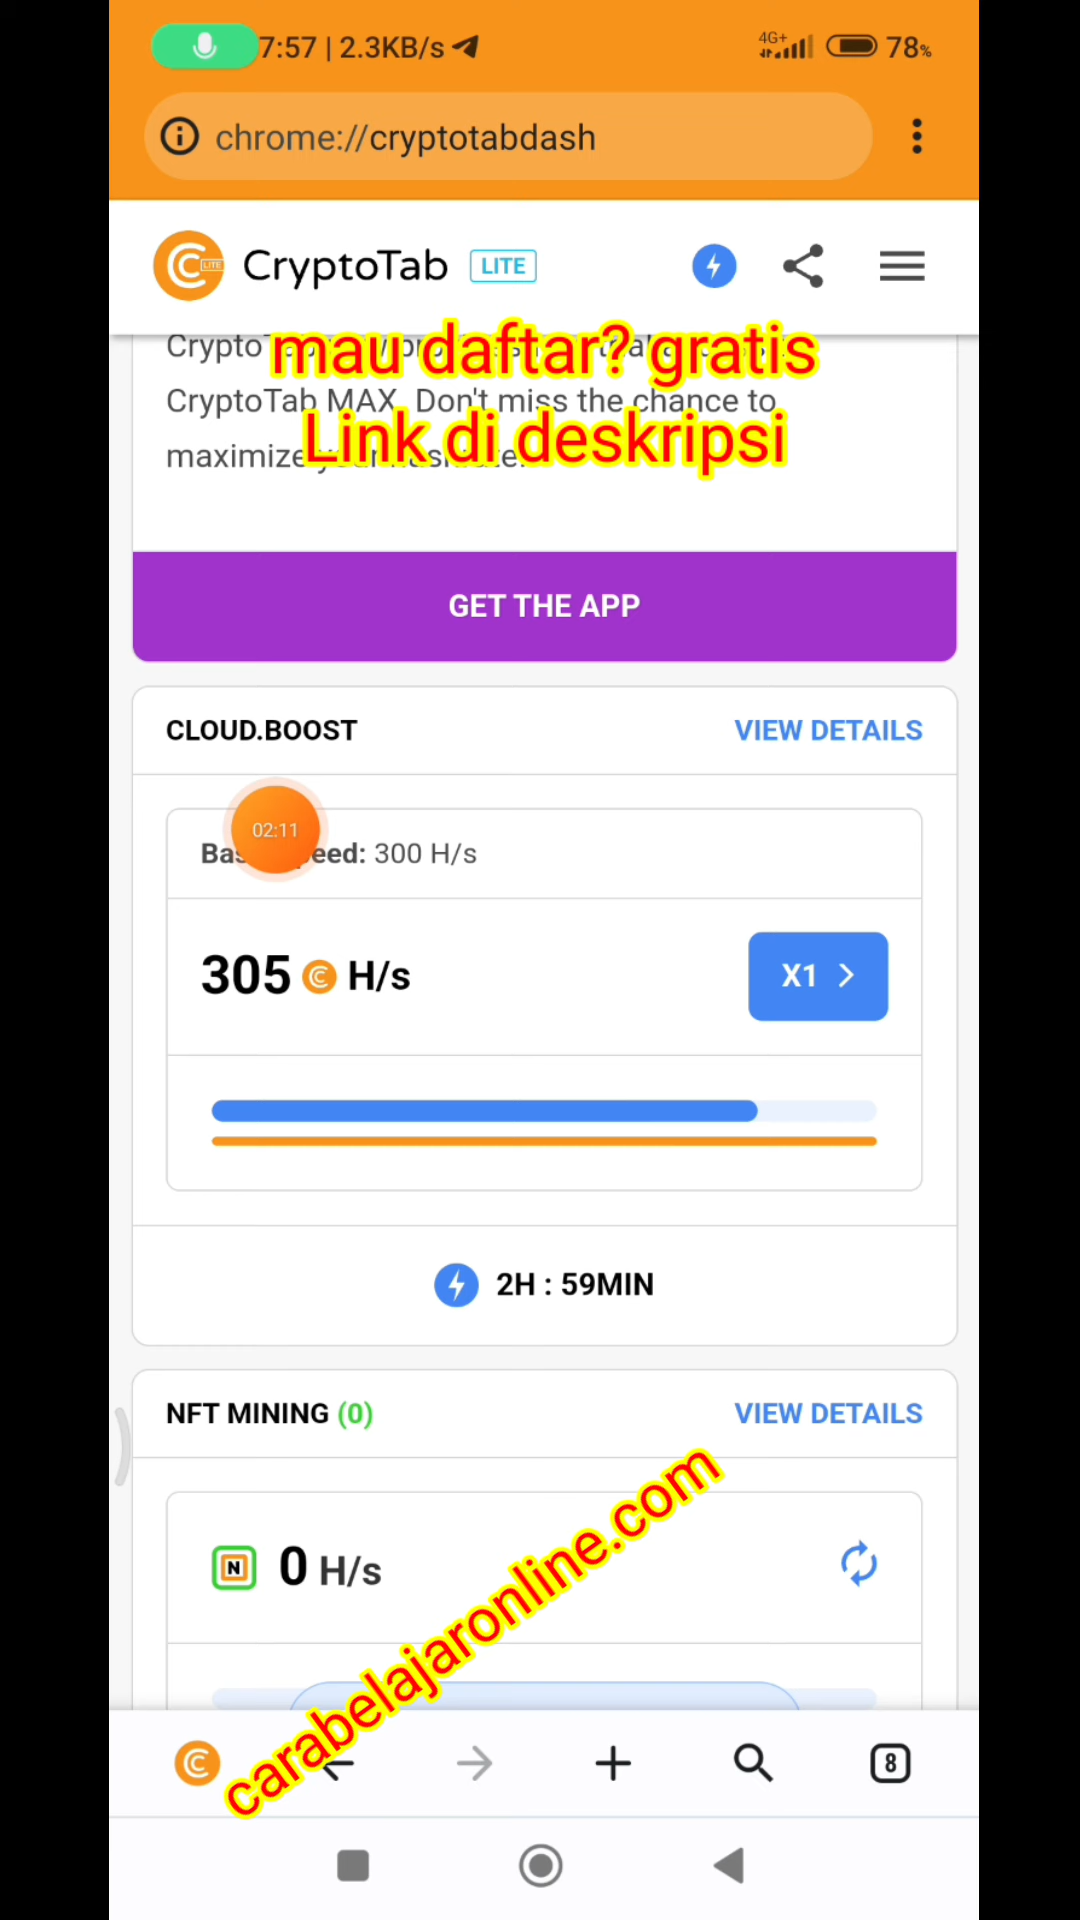 7:57 | 2.3KB/s 4G+ 78%
chrome://cryptotabdash
CryptoTab LITE
mau daftar? gratis
Crypto
CryptoTab MAX. Don't miss the chance to
Link di deskripsi
maximize
GET THE APP
CLOUD.BOOST VIEW DETAILS
02:11
300 H/s
305 H/s X1
2H : 59MIN
NFT MINING (0) VIEW DETAILS
N 0 H/s
carabelajaronline.com
8